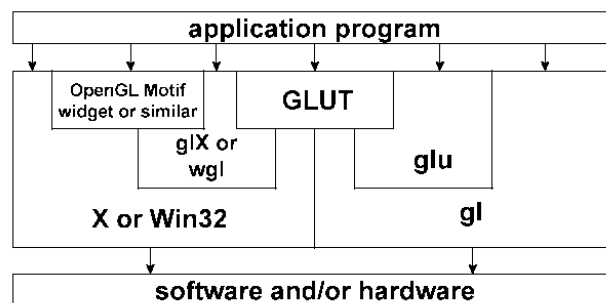 application program
OpenGL Motif
widget or similar
GLUT
glX or
wgl
glu
X or Win32
gl
software and/or hardware